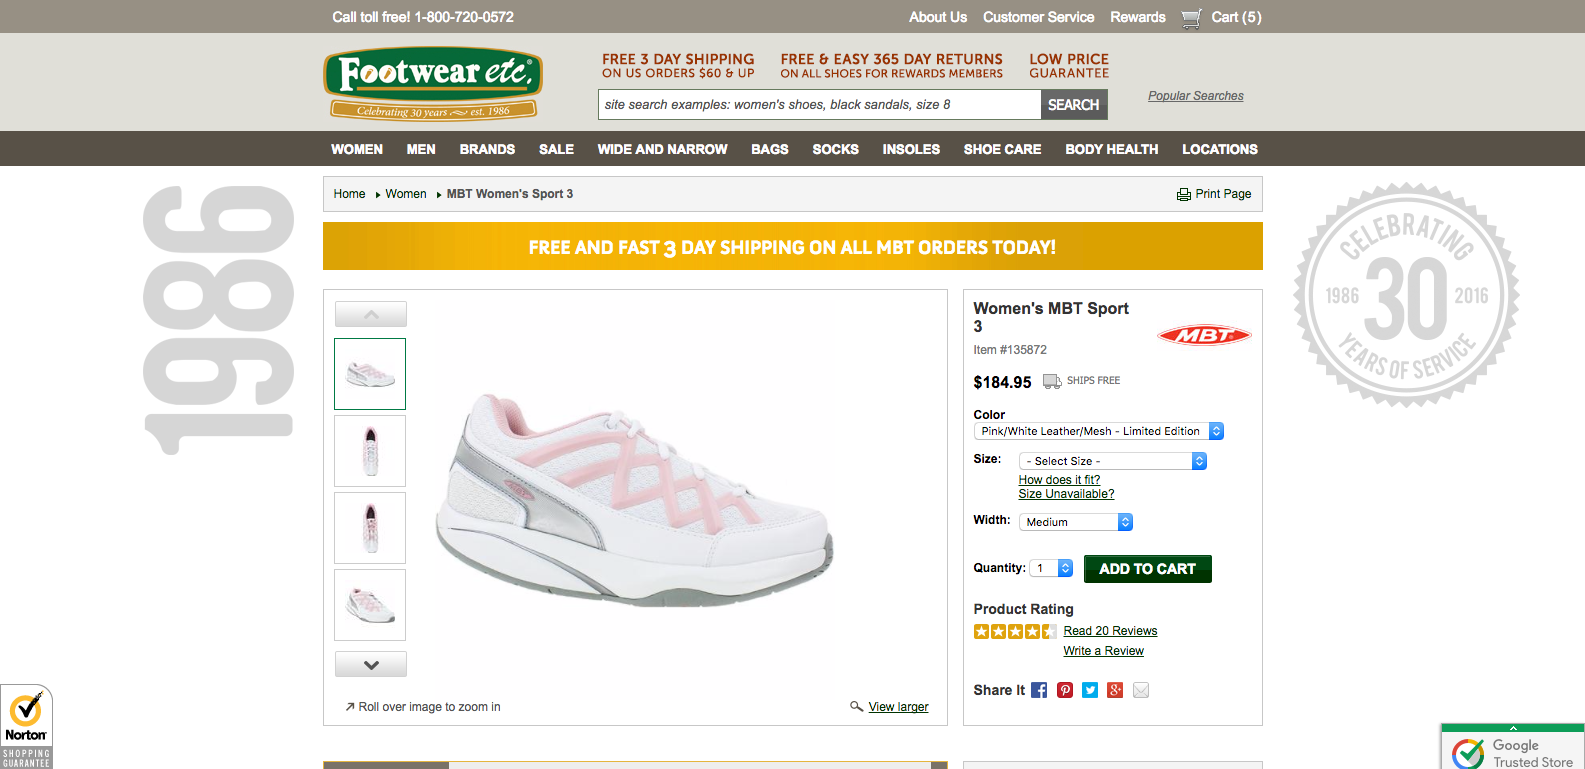 Call toll free! 1-800-720-0572
About Us
Customer Service
Rewards
Cart (5)
Footwear etc.®
Celebrating 30 years est. 1986
FREE 3 DAY SHIPPING
ON US ORDERS $60 & UP
FREE & EASY 365 DAY RETURNS
ON ALL SHOES FOR REWARDS MEMBERS
LOW PRICE
GUARANTEE
site search examples: women's shoes, black sandals, size 8
SEARCH
Popular Searches
WOMEN
MEN
BRANDS
SALE
WIDE AND NARROW
BAGS
SOCKS
INSOLES
SHOE CARE
BODY HEALTH
LOCATIONS
Home
Women
MBT Women's Sport 3
Print Page
1986
FREE AND FAST 3 DAY SHIPPING ON ALL MBT ORDERS TODAY!
CELEBRATING
1986 30 2016
YEARS OF SERVICE
MBT
Roll over image to zoom in
View larger
Women's MBT Sport
3
MBT
Item #135872
$184.95
SHIPS FREE
Color
Pink/White Leather/Mesh - Limited Edition
Size:
- Select Size -
How does it fit?
Size Unavailable?
Width:
Medium
Quantity:
1
ADD TO CART
Product Rating
Read 20 Reviews
Write a Review
Share It
Norton
SHOPPING
GUARANTEE
Google
Trusted Store